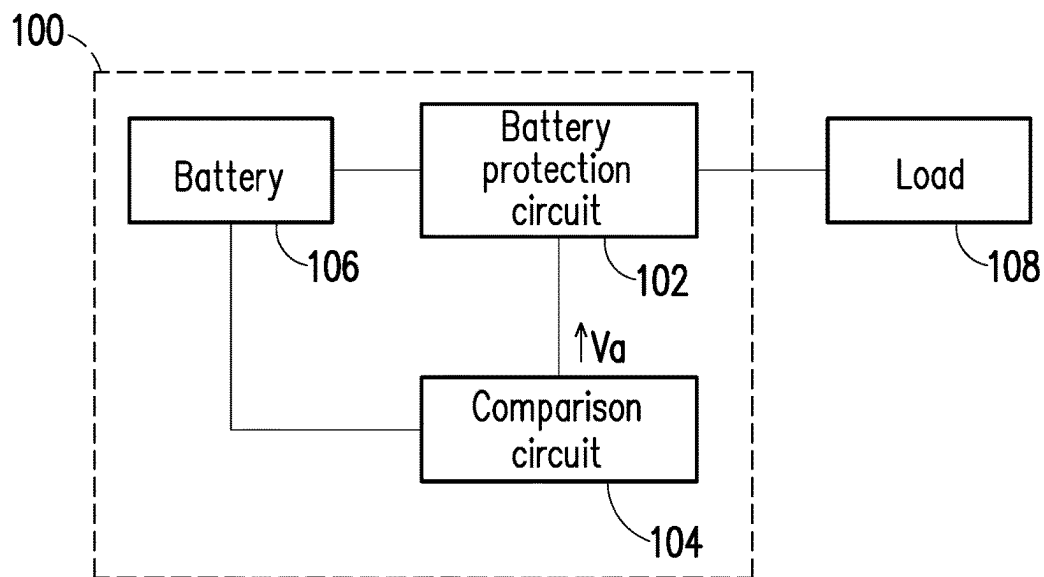 100
Battery
106
Battery
protection
circuit
102
Load
108
↑Va
Comparison
circuit
104